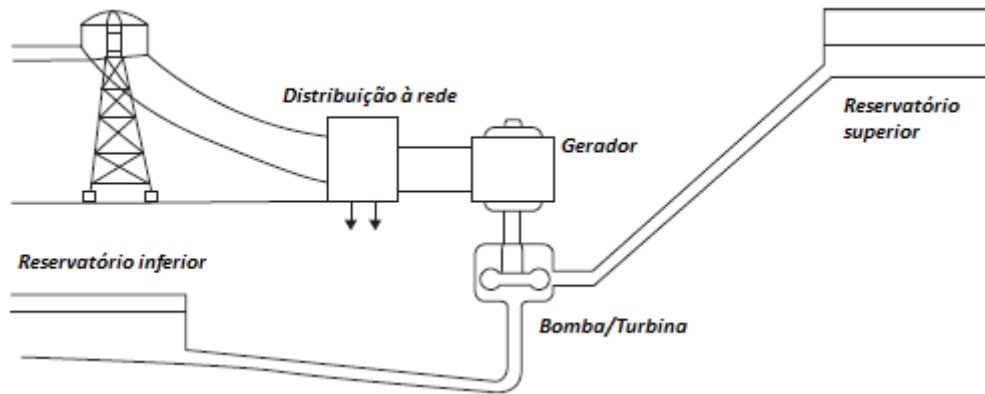 Distribuição à rede
Gerador
Reservatório
superior
Reservatório inferior
Bomba/Turbina